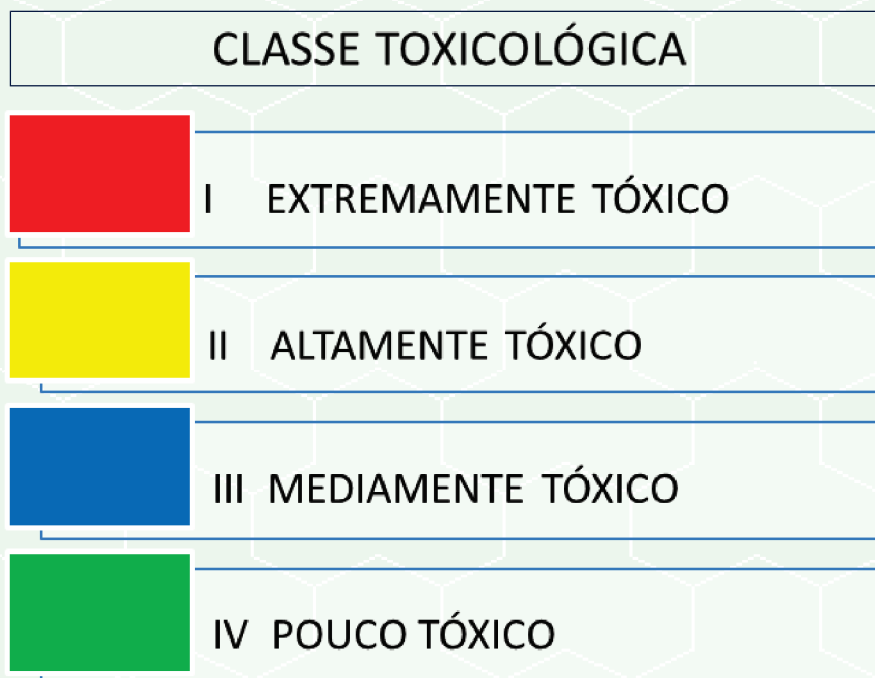 CLASSE TOXICOLÓGICA
I EXTREMAMENTE TÓXICO
II ALTAMENTE TÓXICO
III MEDIAMENTE TÓXICO
IV POUCO TÓXICO